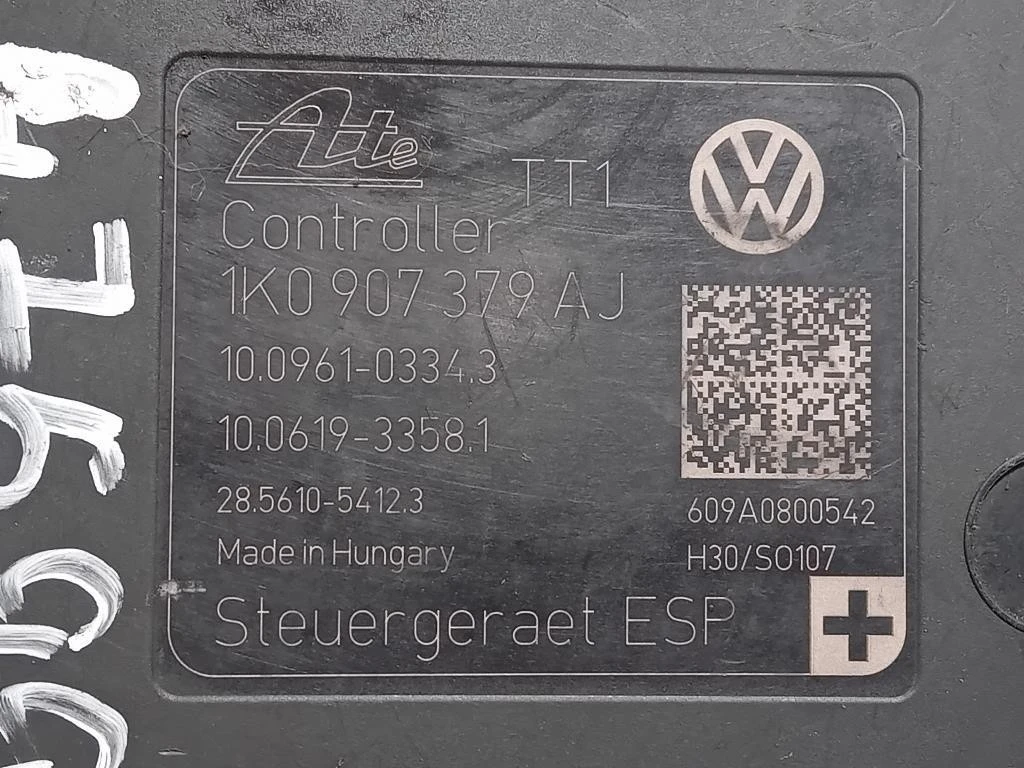 Ate
TT1
Controller
1K0 907 379 AJ
10.0961-0334.3
10.0619-3358.1
28.5610-5412.3
Made in Hungary
Steuergeraet ESP
VW
609A0800542
H30/SO107